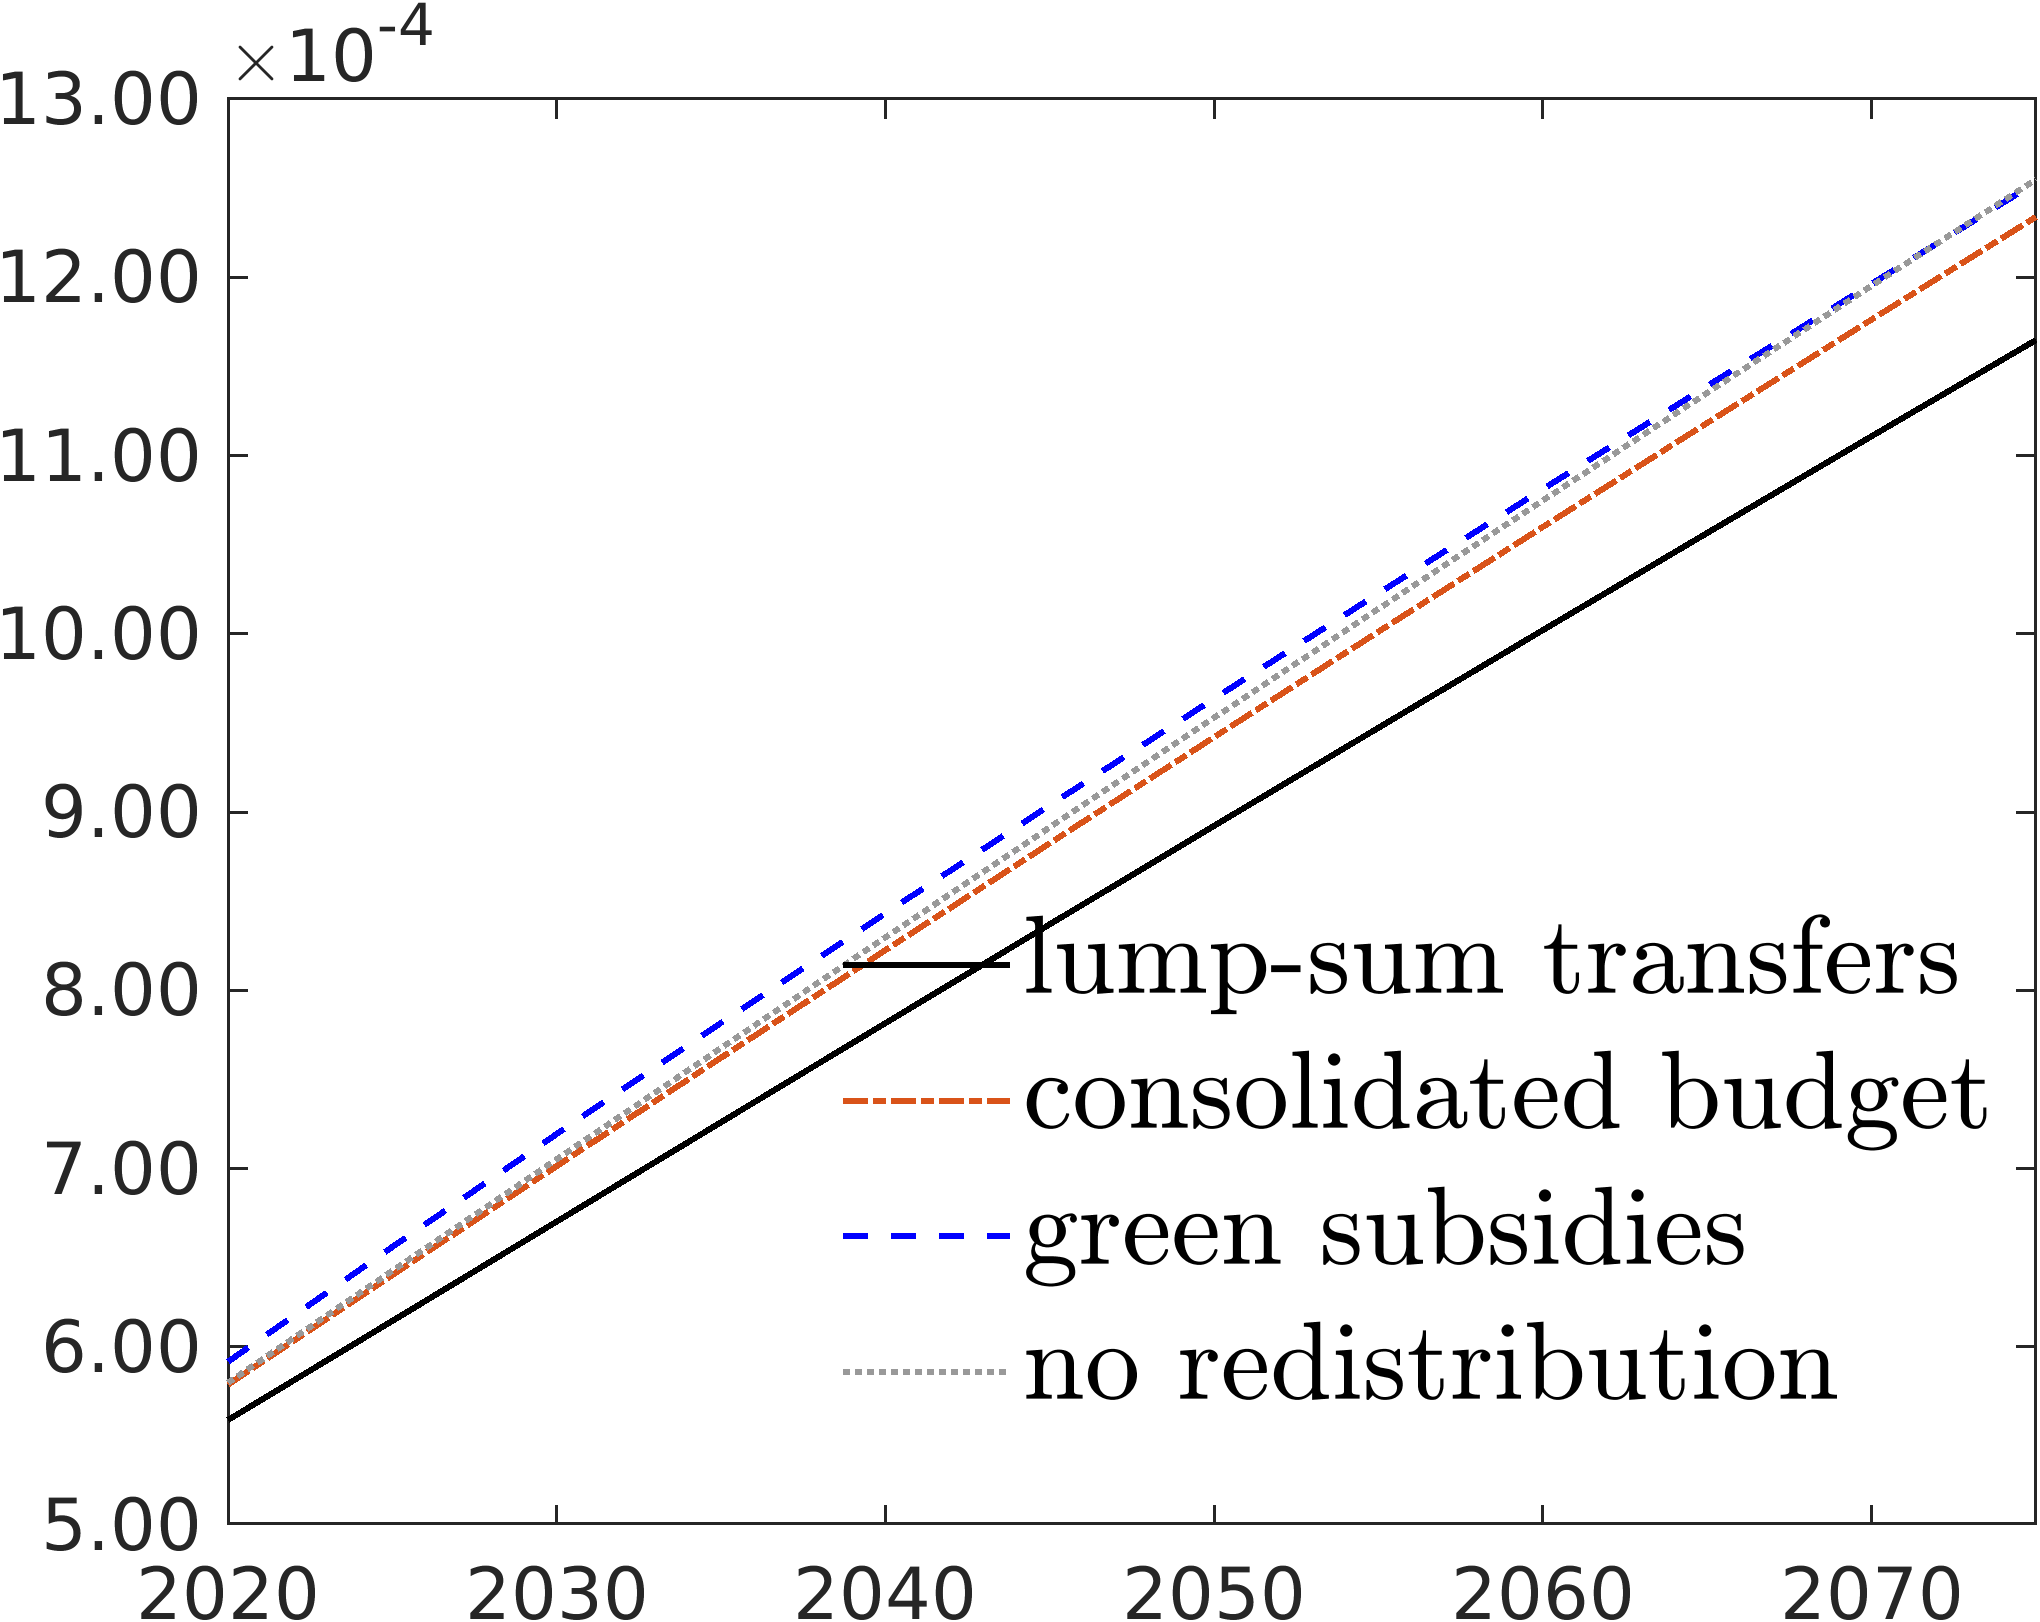 ×10-4
13.00
12.00
11.00
10.00
9.00
8.00
7.00
6.00
5.00
lump-sum transfers
consolidated budget
green subsidies
no redistribution
2020 2030 2040 2050 2060 2070